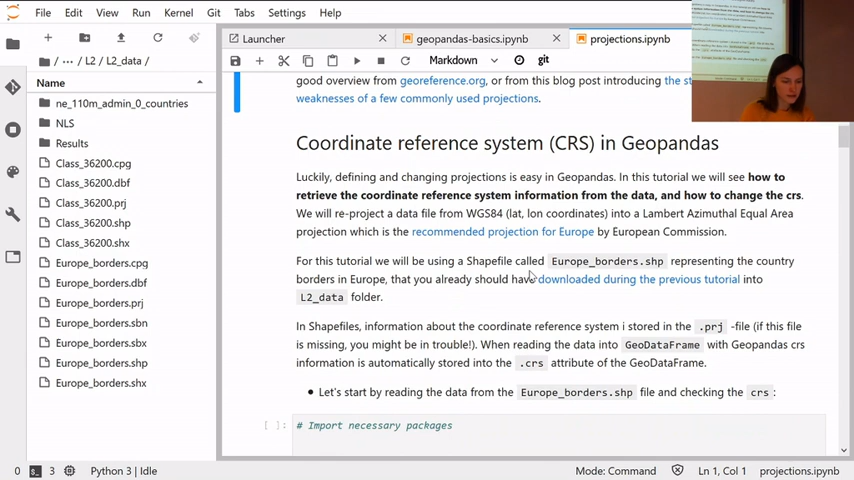 File Edit View Run Kernel Git Tabs Settings Help
Launcher
geopandas-basics.ipynb
projections.ipynb
Markdown
git
/ ··· / L2 / L2_data /
Name
ne_110m_admin_0_countries
NLS
Results
Class_36200.cpg
Class_36200.dbf
Class_36200.prj
Class_36200.shp
Class_36200.shx
Europe_borders.cpg
Europe_borders.dbf
Europe_borders.prj
Europe_borders.sbn
Europe_borders.sbx
Europe_borders.shp
Europe_borders.shx
good overview from georeference.org, or from this blog post introducing the st
weaknesses of a few commonly used projections.
Coordinate reference system (CRS) in Geopandas
Luckily, defining and changing projections is easy in Geopandas. In this tutorial we will see how to
retrieve the coordinate reference system information from the data, and how to change the crs.
We will re-project a data file from WGS84 (lat, lon coordinates) into a Lambert Azimuthal Equal Area
projection which is the recommended projection for Europe by European Commission.
For this tutorial we will be using a Shapefile called Europe_borders.shp representing the country
borders in Europe, that you already should have downloaded during the previous tutorial into
L2_data folder.
In Shapefiles, information about the coordinate reference system i stored in the .prj -file (if this file
is missing, you might be in trouble!). When reading the data into GeoDataFrame with Geopandas crs
information is automatically stored into the .crs attribute of the GeoDataFrame.
• Let's start by reading the data from the Europe_borders.shp file and checking the crs:
[ ]: # Import necessary packages
0 3 Python 3 | Idle Mode: Command Ln 1, Col 1 projections.ipynb